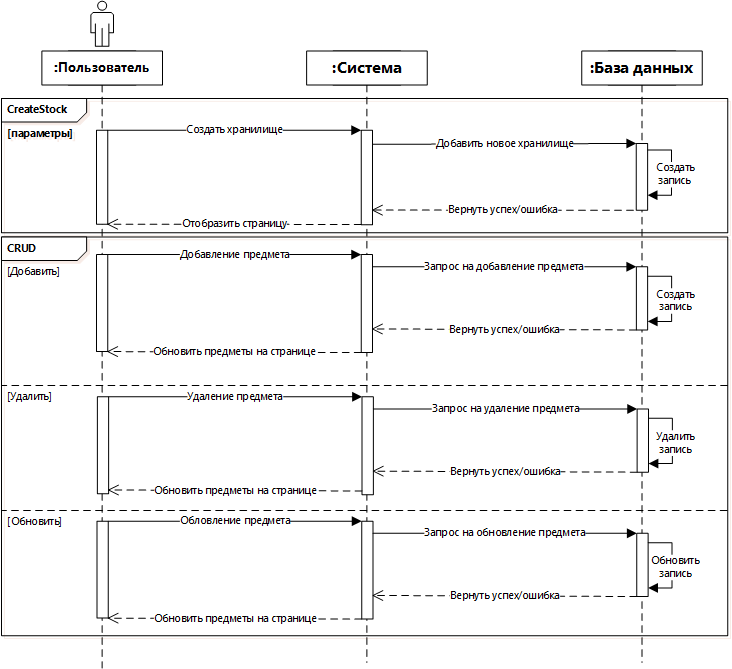 :Пользователь
:Система
:База данных
CreateStock
[параметры]
Создать хранилище
Добавить новое хранилище
Создать
запись
Вернуть успех/ошибка
Отобразить страницу
CRUD
[Добавить]
Добавление предмета
Запрос на добавление предмета
Создать
запись
Вернуть успех/ошибка
Обновить предметы на странице
[Удалить]
Удаление предмета
Запрос на удаление предмета
Удалить
запись
Вернуть успех/ошибка
Обновить предметы на странице
[Обновить]
Обловление предмета
Запрос на обновление предмета
Обновить
запись
Вернуть успех/ошибка
Обновить предметы на странице